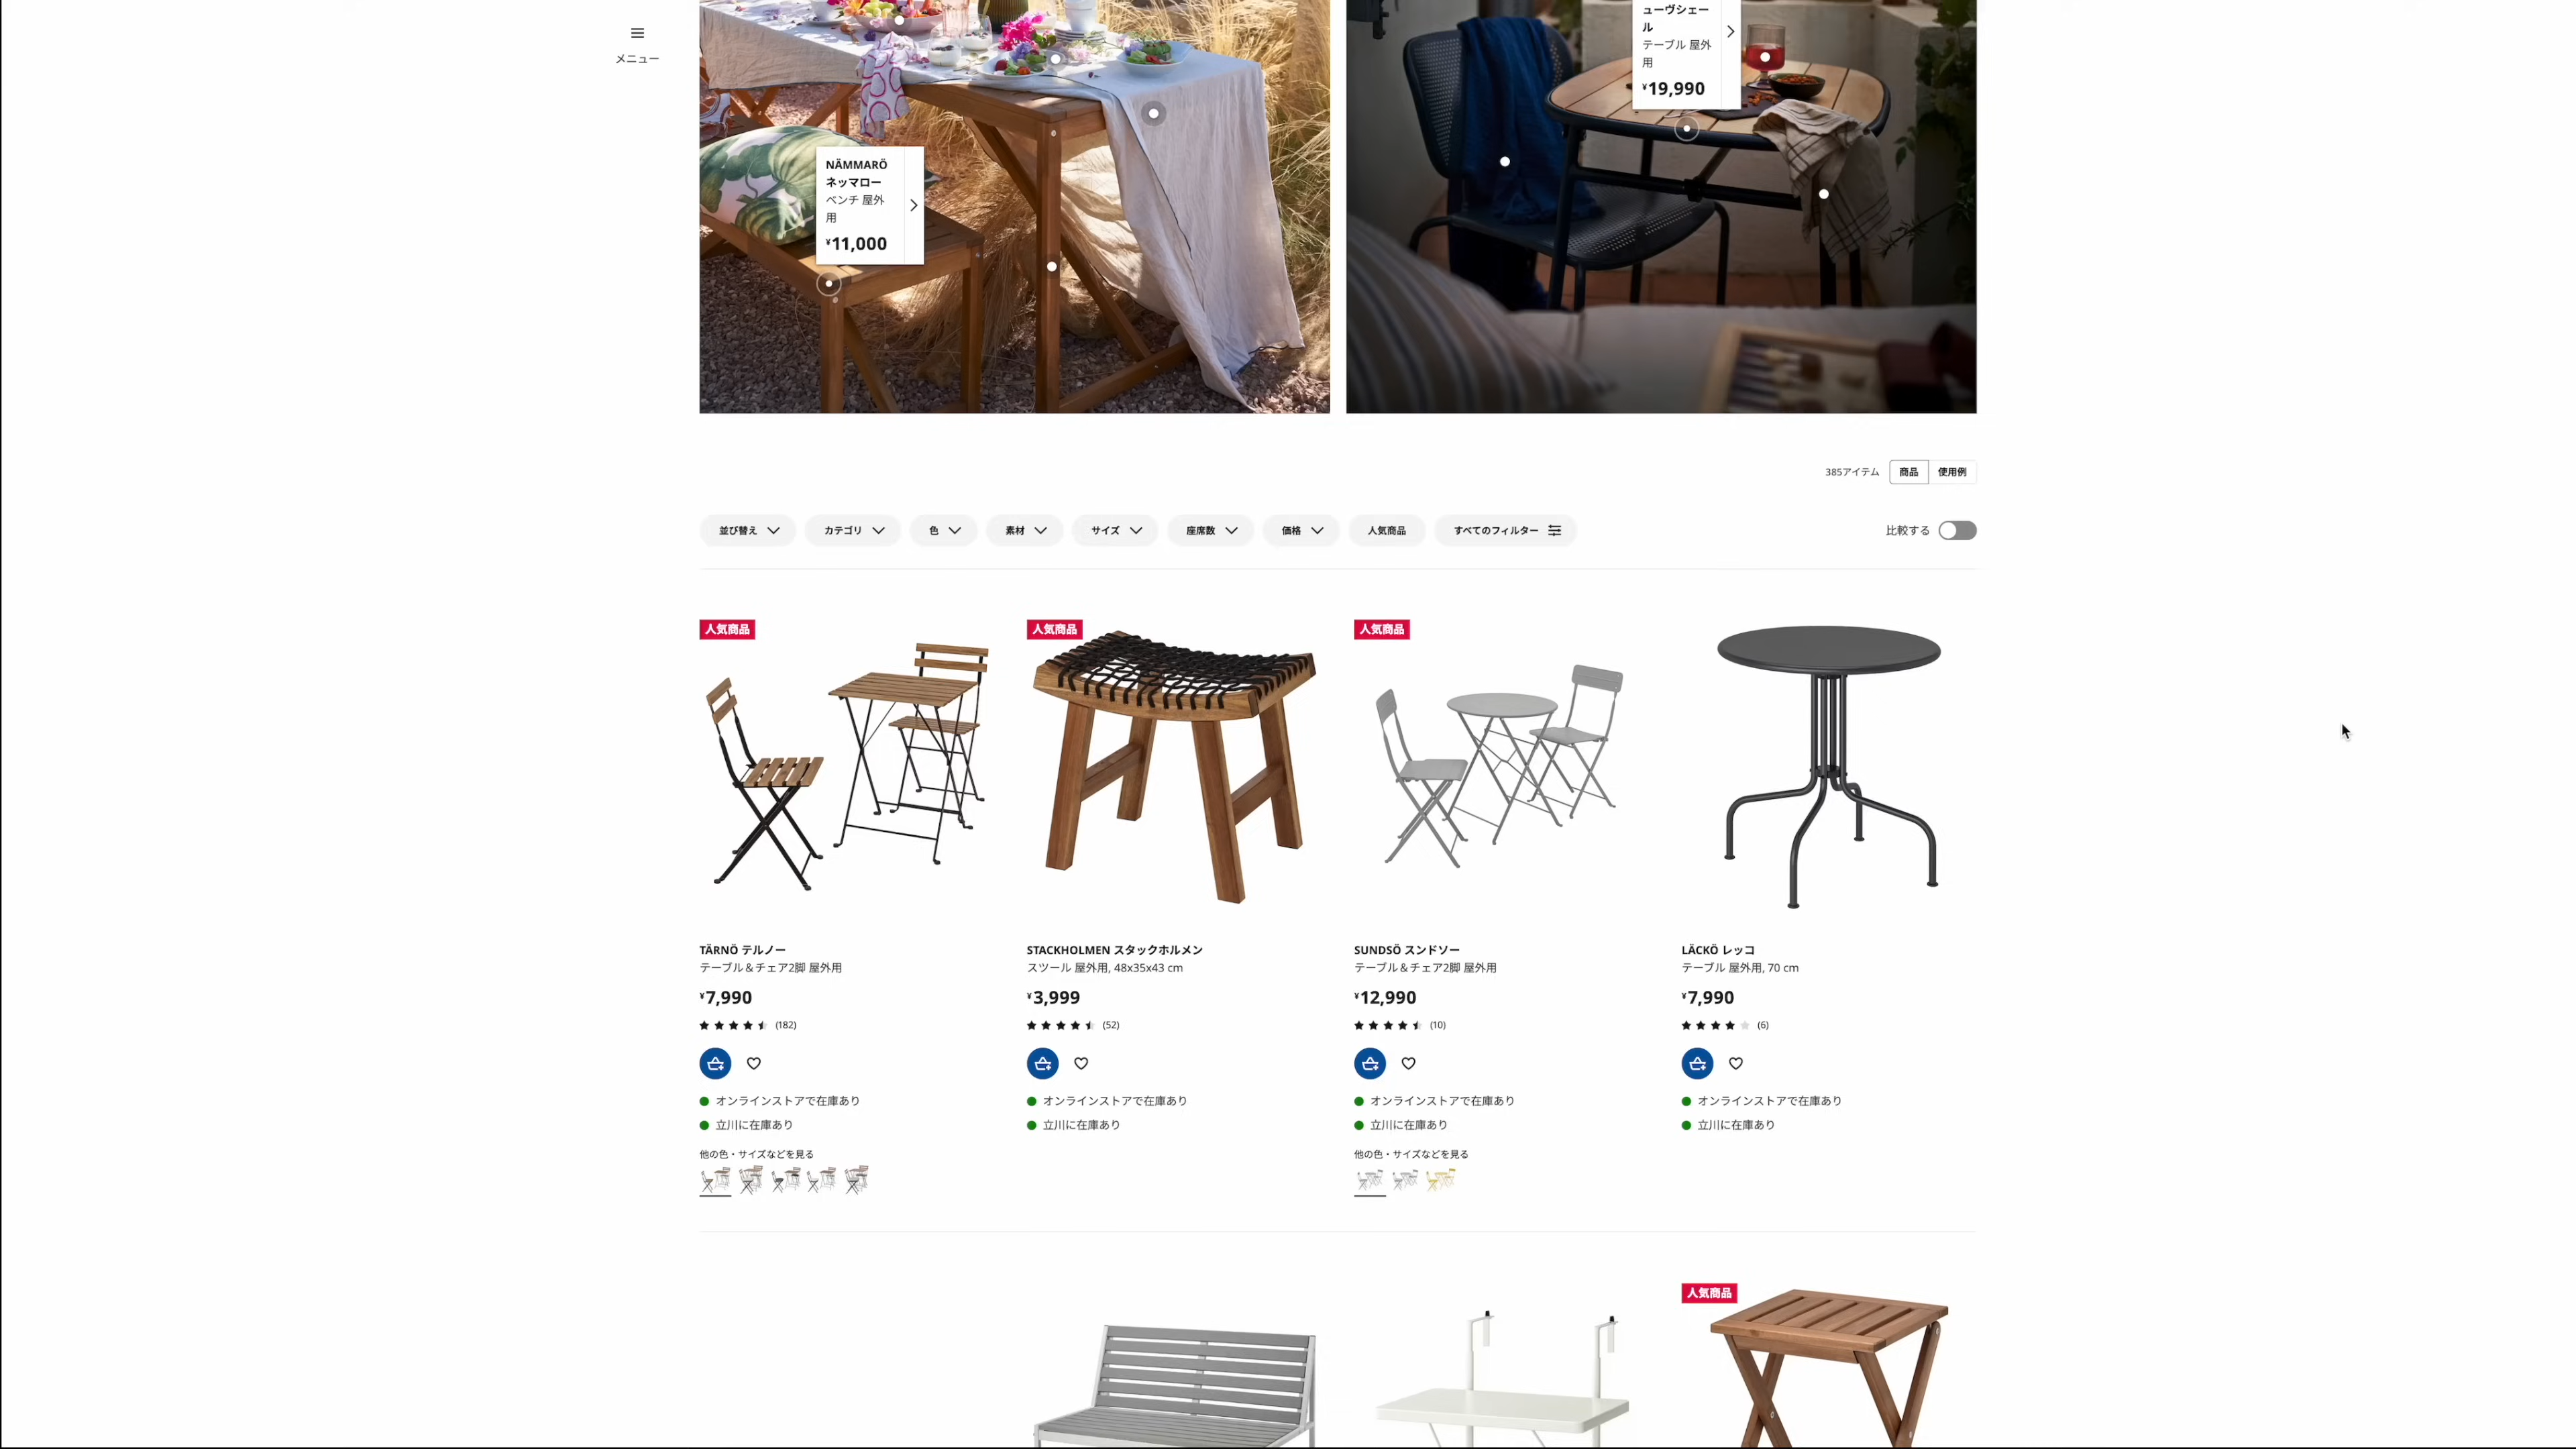 メニュー
ューヴシェー
ル
テーブル 屋外
用
¥19,990
NÄMMARÖ
ネッマロー
ベンチ 屋外
用
¥11,000
385アイテム 商品 使用例
並び替え カテゴリ 色 素材 サイズ 座席数 価格 人気商品 すべてのフィルター 比較する
人気商品 人気商品 人気商品
TÄRNÖ テルノー
テーブル＆チェア2脚 屋外用
¥7,990
(182)
オンラインストアで在庫あり
立川に在庫あり
他の色・サイズなどを見る
STACKHOLMEN スタックホルメン
スツール 屋外用, 48x35x43 cm
¥3,999
(52)
オンラインストアで在庫あり
立川に在庫あり
SUNDSÖ スンドソー
テーブル＆チェア2脚 屋外用
¥12,990
(10)
オンラインストアで在庫あり
立川に在庫あり
他の色・サイズなどを見る
LÄCKÖ レッコ
テーブル 屋外用, 70 cm
¥7,990
(6)
オンラインストアで在庫あり
立川に在庫あり
人気商品